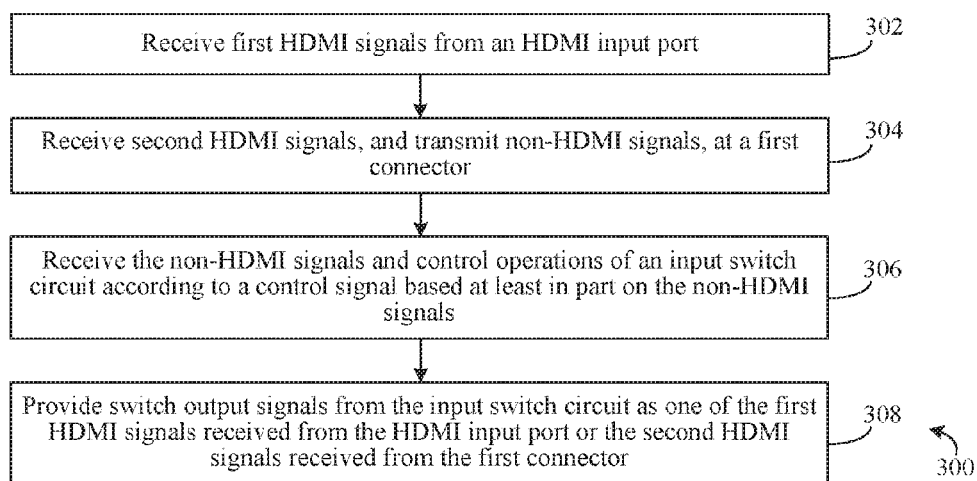 Receive first HDMI signals from an HDMI input port
302
Receive second HDMI signals, and transmit non-HDMI signals, at a first
connector
304
Receive the non-HDMI signals and control operations of an input switch
circuit according to a control signal based at least in part on the non-HDMI
signals
306
Provide switch output signals from the input switch circuit as one of the first
HDMI signals received from the HDMI input port or the second HDMI
signals received from the first connector
308
300